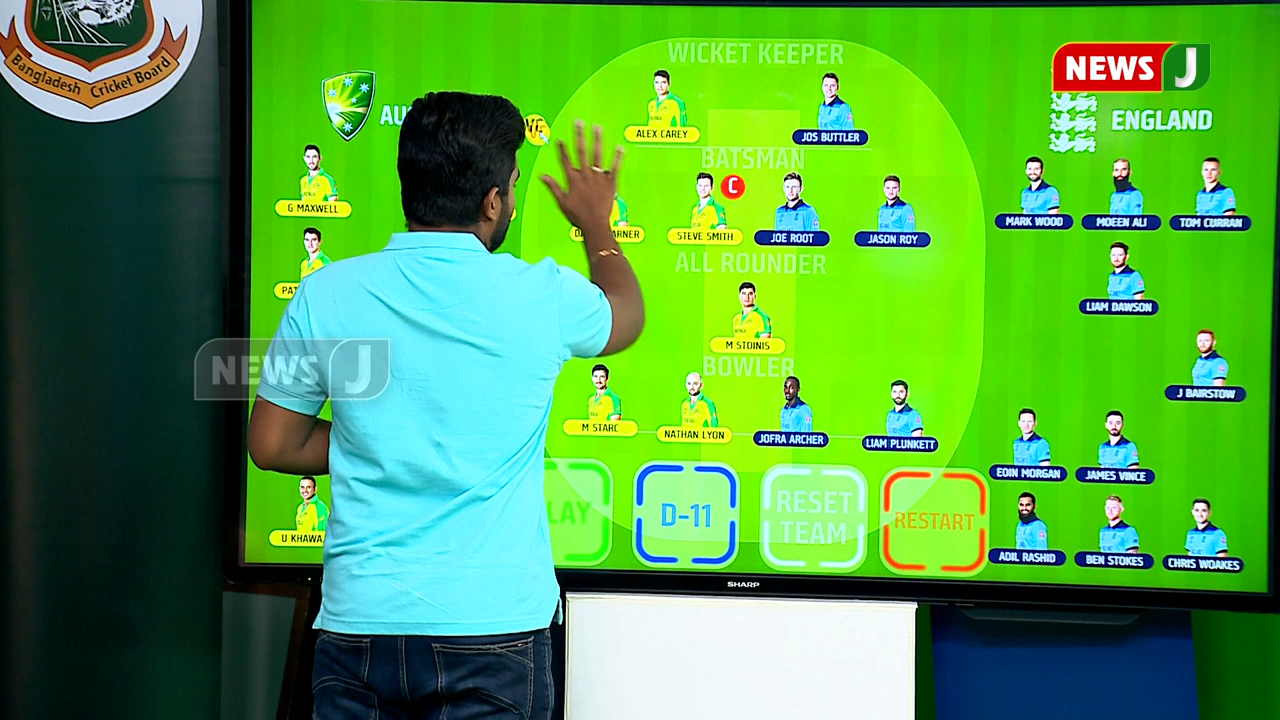 Bangladesh Cricket Board
NEWS J
WICKET KEEPER
ALEX CAREY
JOS BUTTLER
ENGLAND
BATSMAN
C
G MAXWELL
STEVE SMITH
JOE ROOT
JASON ROY
MARK WOOD
MOEEN ALI
TOM CURRAN
ALL ROUNDER
LIAM DAWSON
M STOINIS
NEWS J
BOWLER
J BAIRSTOW
M STARC
NATHAN LYON
JOFRA ARCHER
LIAM PLUNKETT
EOIN MORGAN
JAMES VINCE
D-11
RESET
TEAM
RESTART
U KHAWA
ADIL RASHID
BEN STOKES
CHRIS WOAKES
SHARP